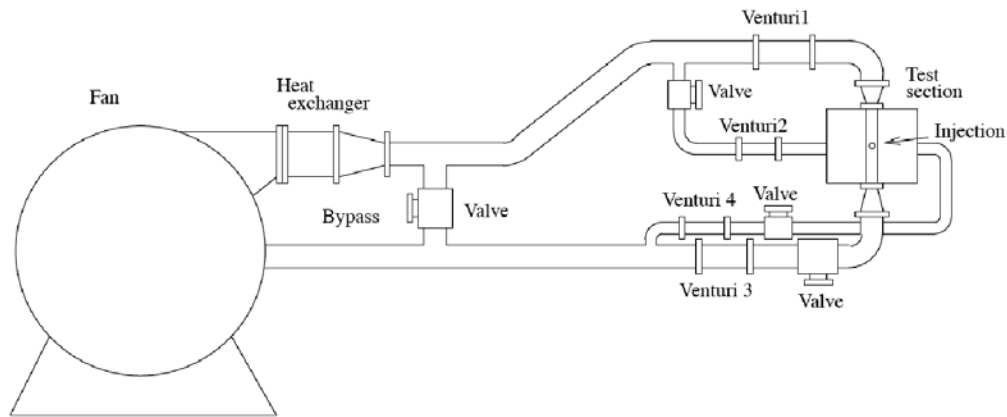 Venturi1
Fan
Heat
exchanger
Valve
Test
section
Injection
Venturi2
Bypass
Valve
Venturi 4
Valve
Venturi 3
Valve